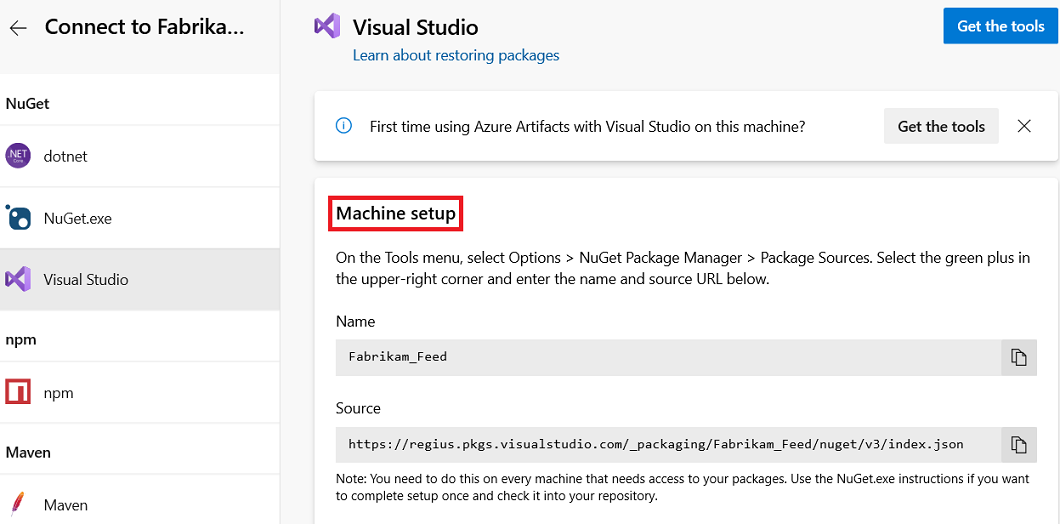 Connect to Fabrika...
NuGet
.NET
Core
dotnet
NuGet.exe
Visual Studio
npm
npm
Maven
Maven
Visual Studio
Get the tools
Learn about restoring packages
First time using Azure Artifacts with Visual Studio on this machine?
Get the tools
Machine setup
On the Tools menu, select Options > NuGet Package Manager > Package Sources. Select the green plus in
the upper-right corner and enter the name and source URL below.
Name
Fabrikam_Feed
Source
https://regius.pkgs.visualstudio.com/_packaging/Fabrikam_Feed/nuget/v3/index.json
Note: You need to do this on every machine that needs access to your packages. Use the NuGet.exe instructions if you want
to complete setup once and check it into your repository.